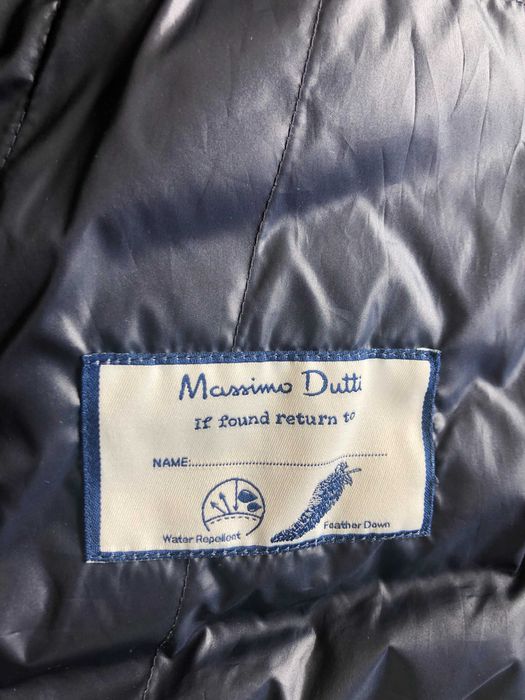 Massimo Dutti
If found return to
NAME:..........................................
Water Repellent
Feather Down